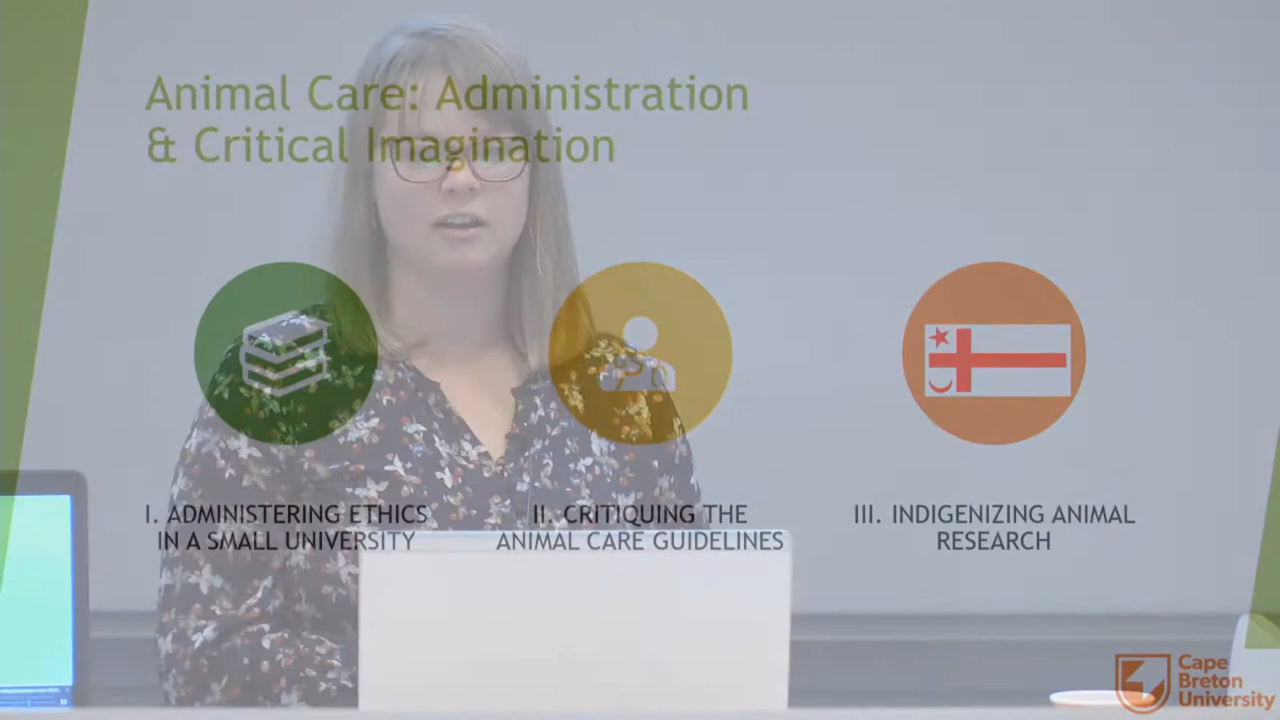 Animal Care: Administration
& Critical Imagination
I. ADMINISTERING ETHICS
IN A SMALL UNIVERSITY
II. CRITIQUING THE
ANIMAL CARE GUIDELINES
III. INDIGENIZING ANIMAL
RESEARCH
Cape
Breton
University